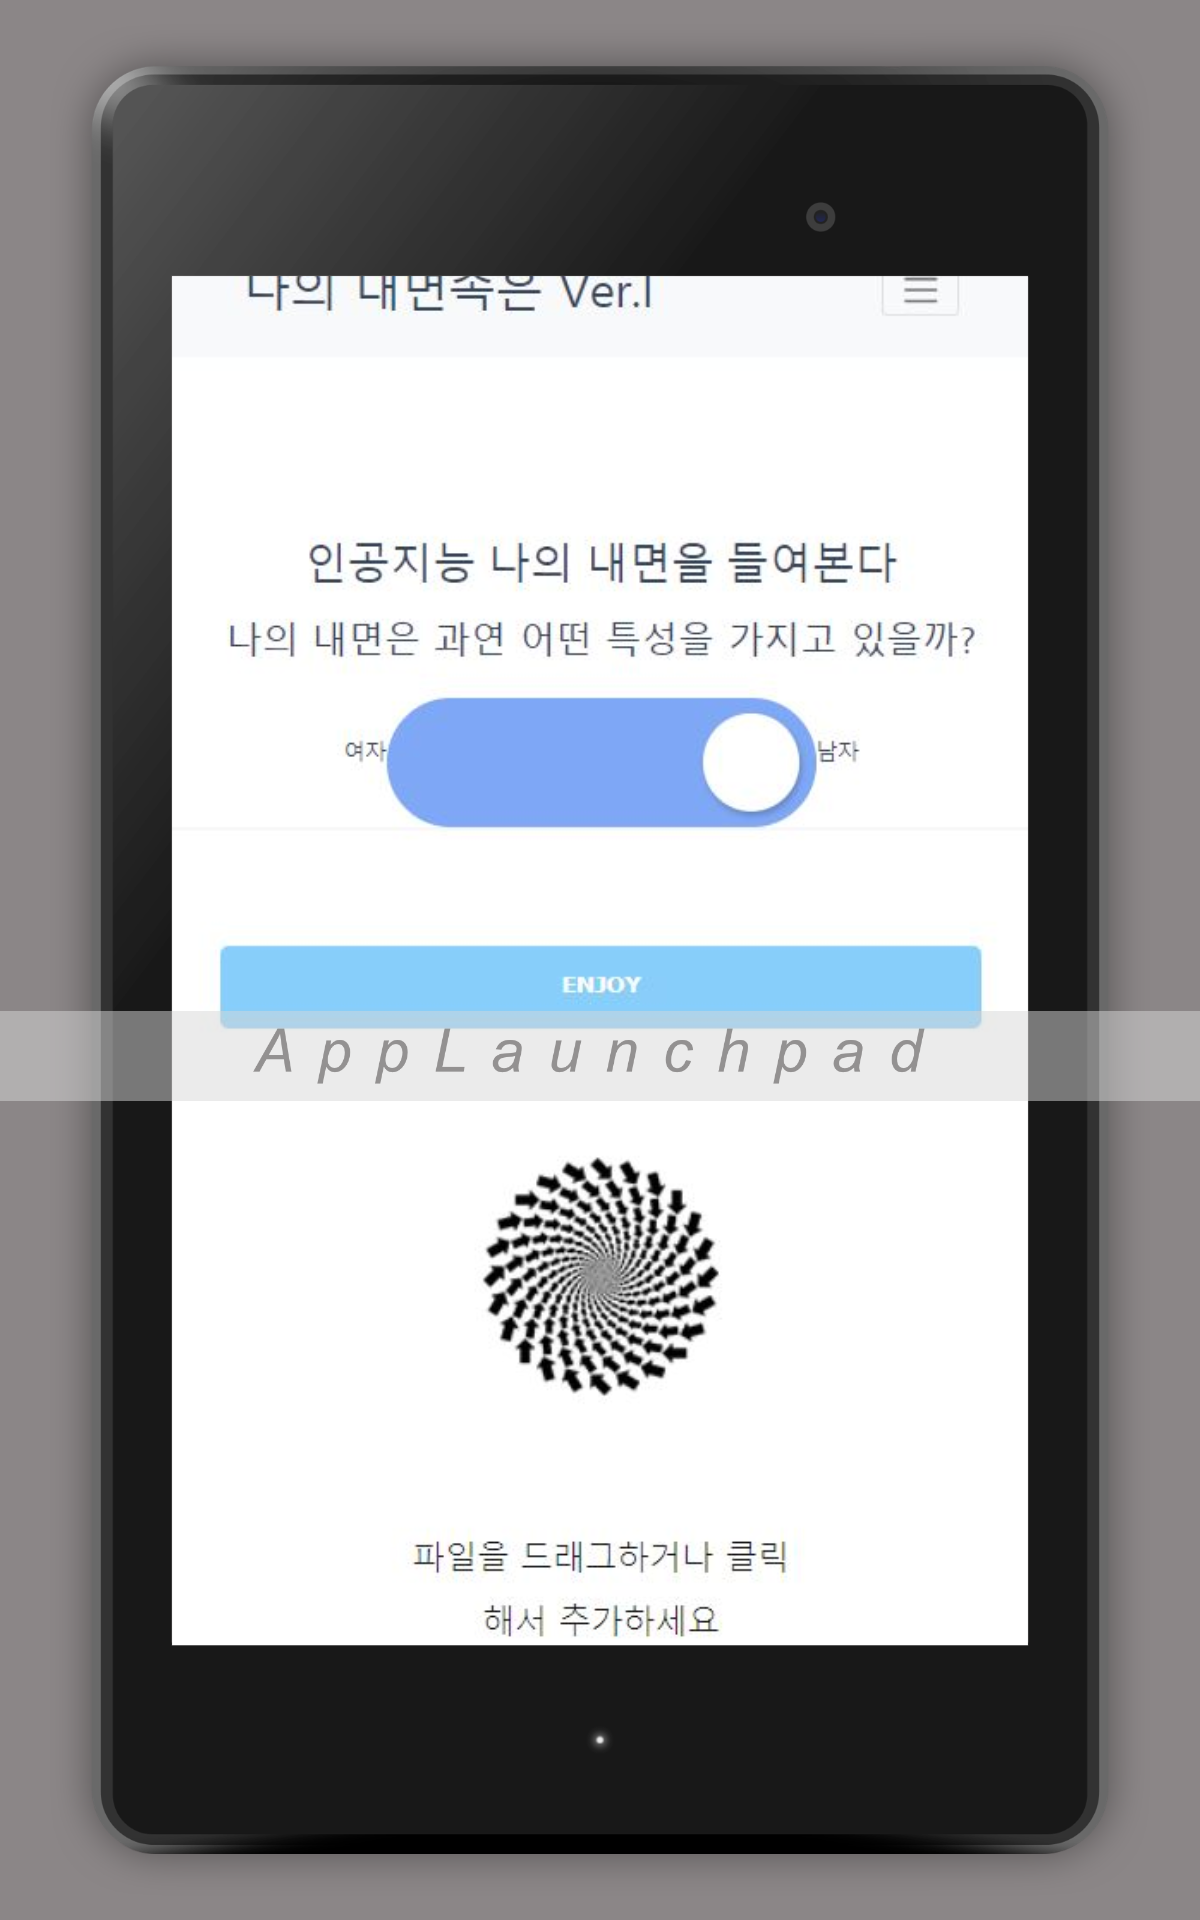 나의 내면속은 Ver.1
인공지능 나의 내면을 들여본다
나의 내면은 과연 어떤 특성을 가지고 있을까?
여자 남자
ENJOY
AppLaunchpad
파일을 드래그하거나 클릭
해서 추가하세요